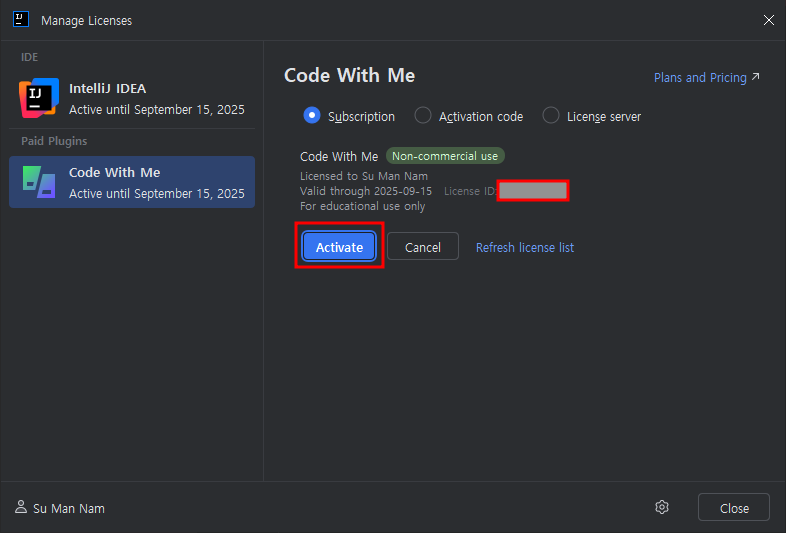 IJ
Manage Licenses
IDE
IJ
IntelliJ IDEA
Active until September 15, 2025
Paid Plugins
Code With Me
Active until September 15, 2025
Code With Me
Plans and Pricing ↗
Subscription
Activation code
License server
Code With Me Non-commercial use
Licensed to Su Man Nam
Valid through 2025-09-15 License ID:
For educational use only
Activate
Cancel
Refresh license list
Su Man Nam
Close